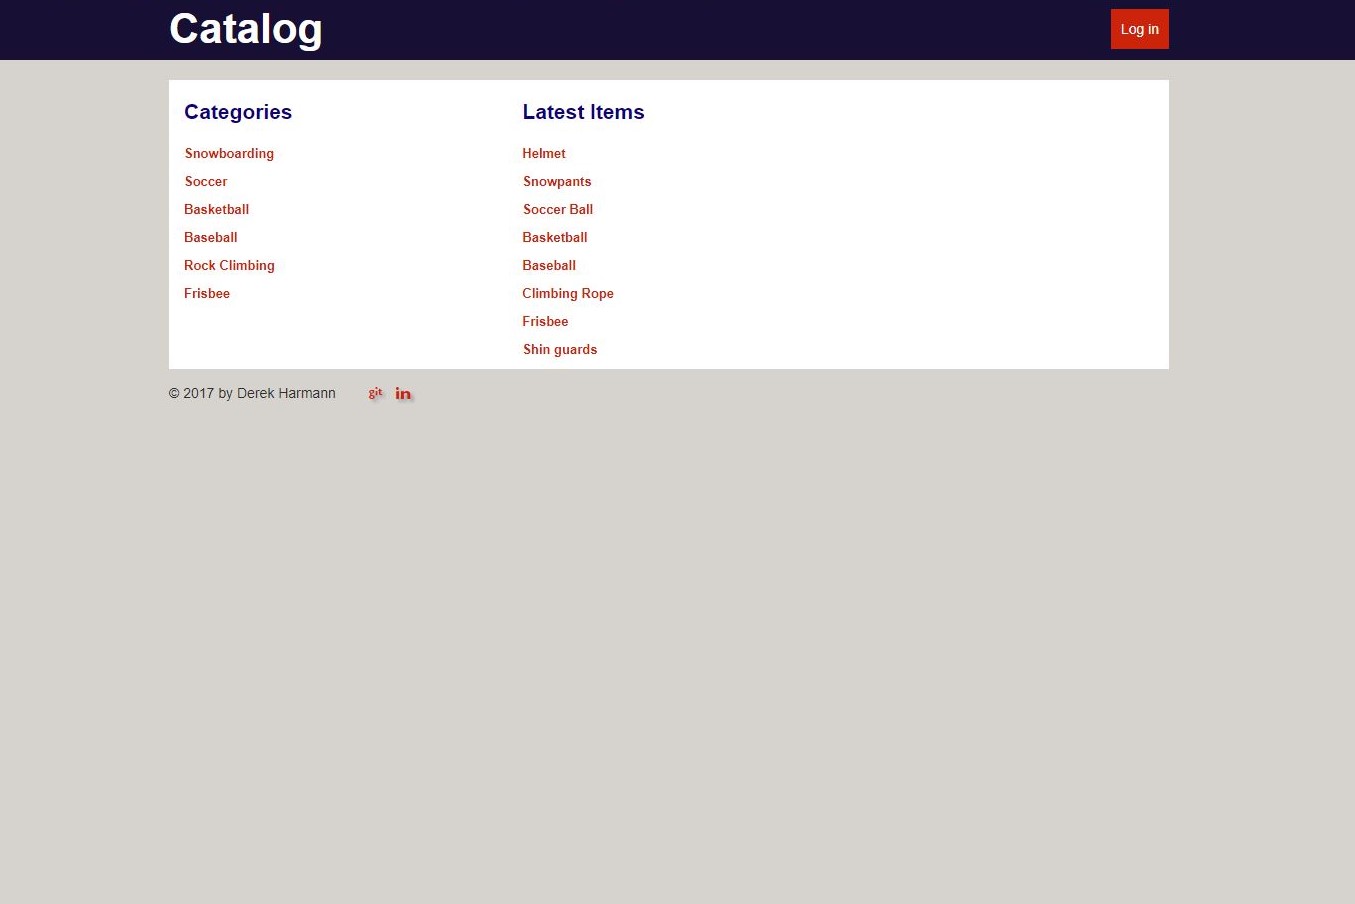 Catalog
Log in
Categories
Snowboarding
Soccer
Basketball
Baseball
Rock Climbing
Frisbee
Latest Items
Helmet
Snowpants
Soccer Ball
Basketball
Baseball
Climbing Rope
Frisbee
Shin guards
© 2017 by Derek Harmann git in